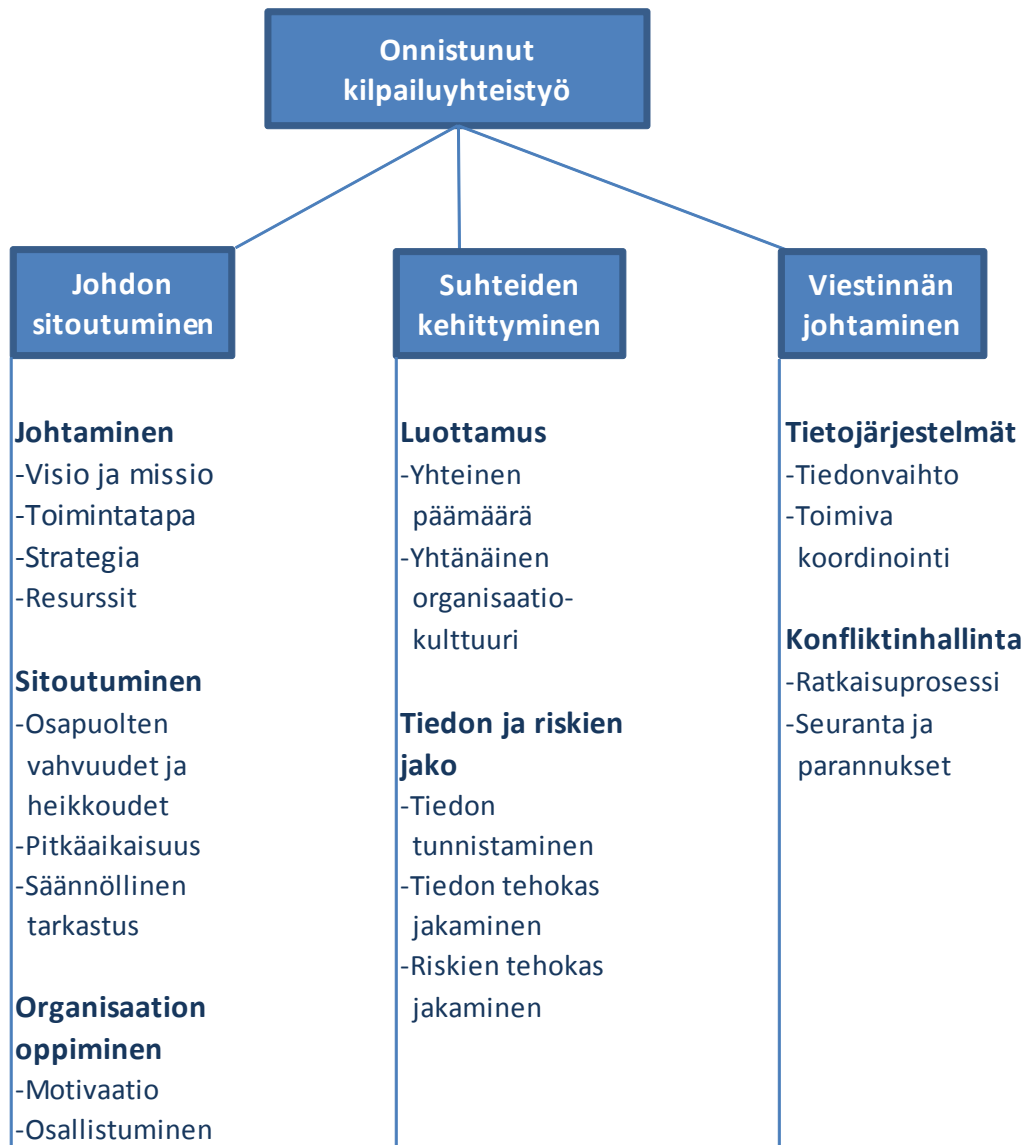 Onnistunut
kilpailuyhteistyö
Johdon
sitoutuminen
Johtaminen
-Visio ja missio
-Toimintatapa
-Strategia
-Resurssit
Sitoutuminen
-Osapuolten
vahvuudet ja
heikkoudet
-Pitkäaikaisuus
-Säännöllinen
tarkastus
Organisaation
oppiminen
-Motivaatio
-Osallistuminen
Suhteiden
kehittyminen
Luottamus
-Yhteinen
päämäärä
-Yhtänäinen
organisaatio-
kulttuuri
Tiedon ja riskien
jako
-Tiedon
tunnistaminen
-Tiedon tehokas
jakaminen
-Riskien tehokas
jakaminen
Viestinnän
johtaminen
Tietojärjestelmät
-Tiedonvaihto
-Toimiva
koordinointi
Konfliktinhallinta
-Ratkaisuprosessi
-Seuranta ja
parannukset